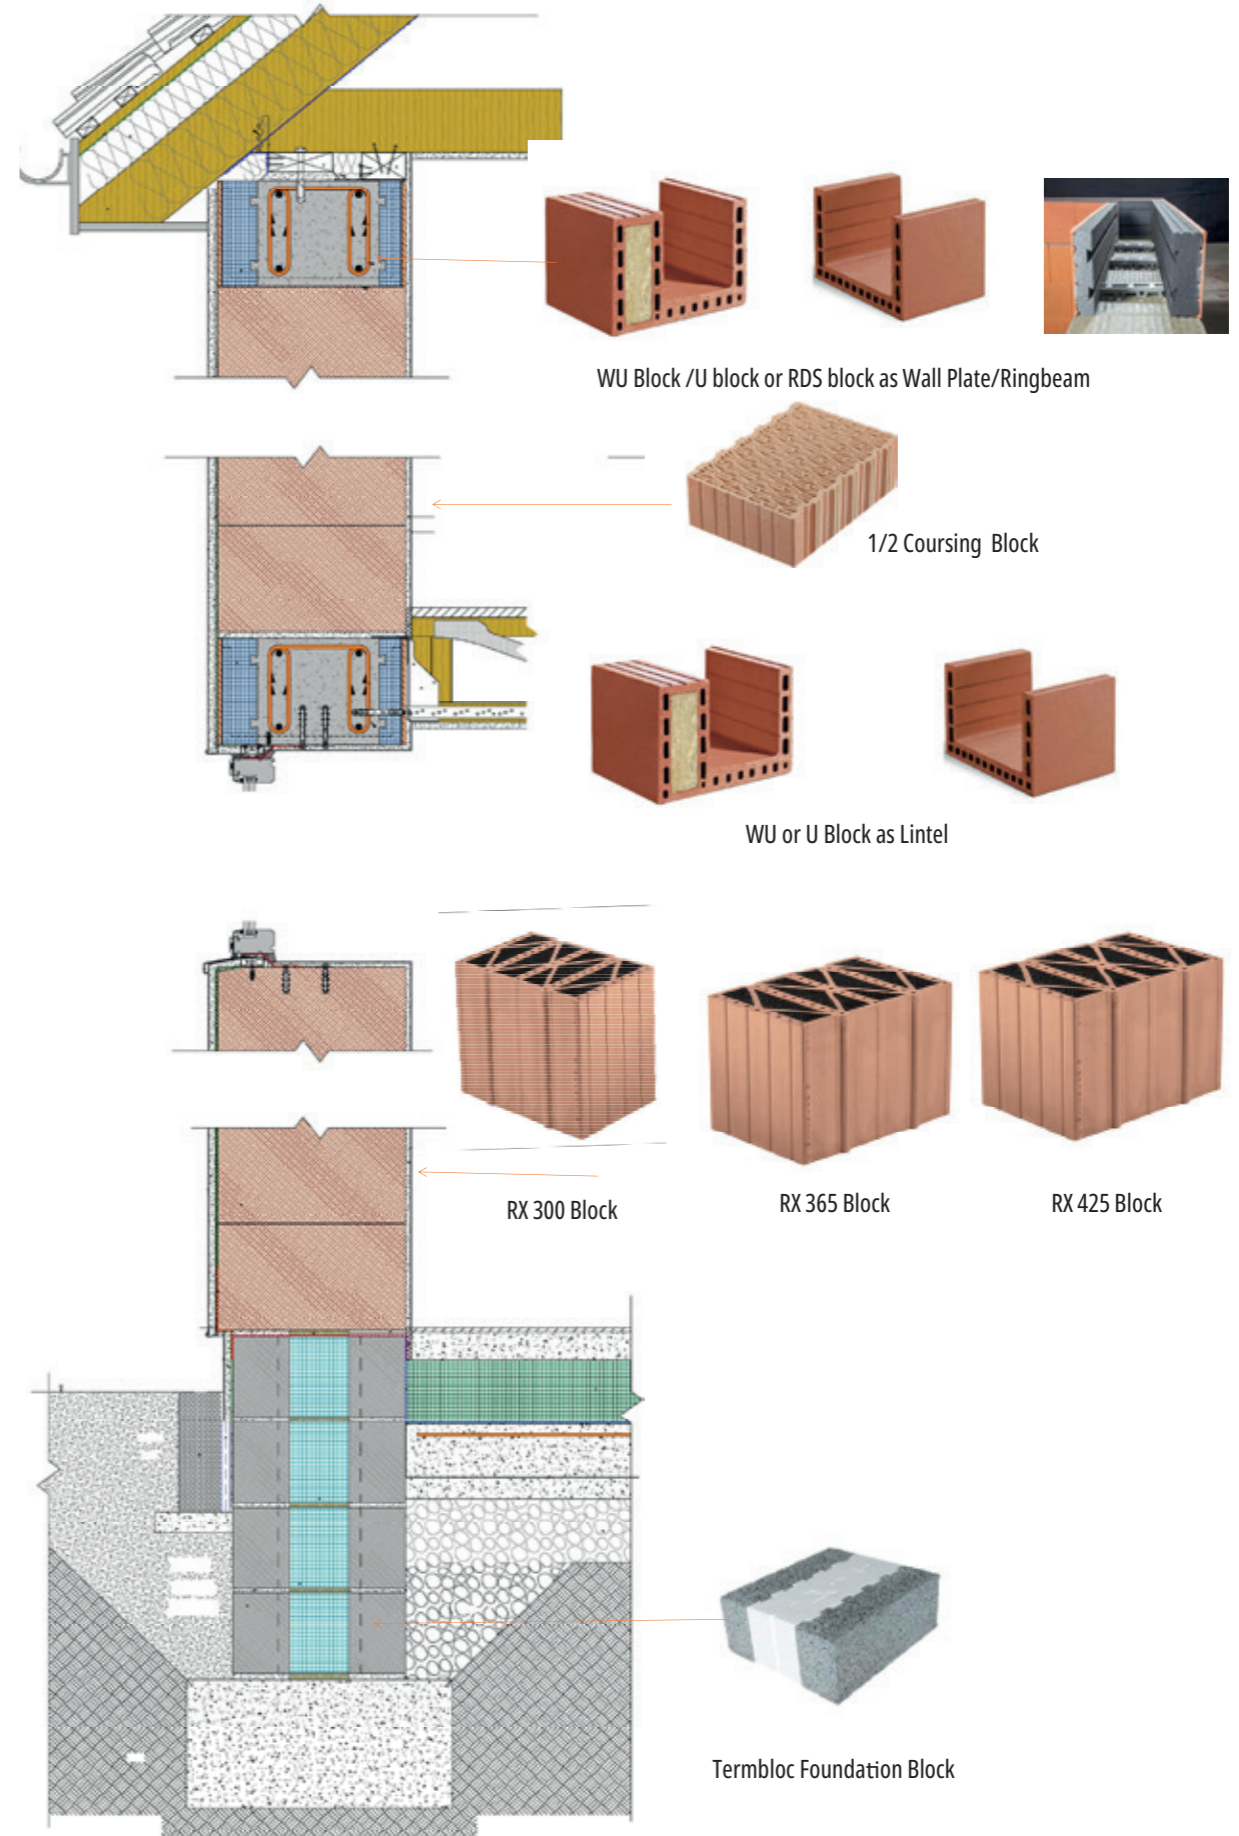 WU Block /U block or RDS block as Wall Plate/Ringbeam
1/2 Coursing Block
WU or U Block as Lintel
RX 300 Block
RX 365 Block
RX 425 Block
Termbloc Foundation Block